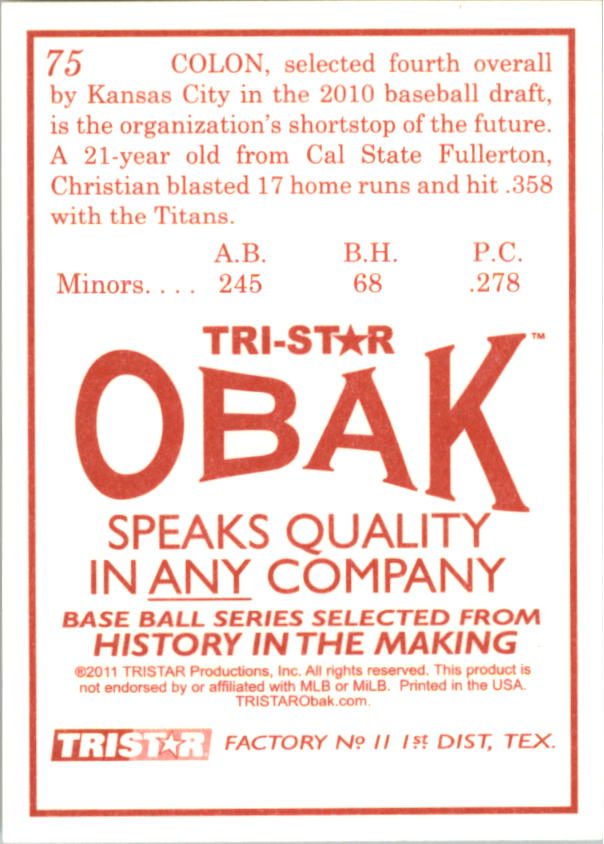 75 COLON, selected fourth overall
by Kansas City in the 2010 baseball draft,
is the organization's shortstop of the future.
A 21-year old from Cal State Fullerton,
Christian blasted 17 home runs and hit .358
with the Titans.
A.B. B.H. P.C.
Minors. . . . 245 68 .278
TRI-ST★R
OBAK™
SPEAKS QUALITY
IN ANY COMPANY
BASE BALL SERIES SELECTED FROM
HISTORY IN THE MAKING
©2011 TRISTAR Productions, Inc. All rights reserved. This product is
not endorsed by or affiliated with MLB or MiLB. Printed in the USA.
TRISTARObak.com.
TRIST★R FACTORY Nº 11 1st DIST, TEX.